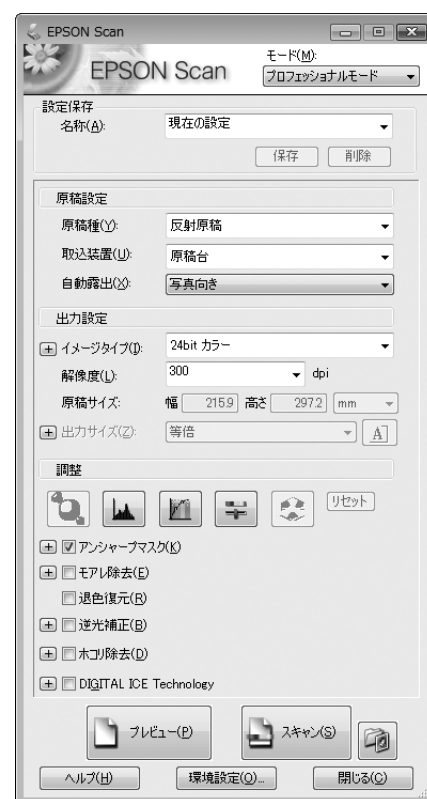 EPSON Scan
EPSON Scan
モード(M):
プロフェッショナルモード
設定保存
名称(A): 現在の設定
保存 削除
原稿設定
原稿種(Y): 反射原稿
取込装置(U): 原稿台
自動露出(X): 写真向き
出力設定
イメージタイプ(I): 24bit カラー
解像度(L): 300 dpi
原稿サイズ: 幅 215.9 高さ 297.2 mm
出力サイズ(Z): 等倍 A
調整
リセット
アンシャープマスク(K)
モアレ除去(E)
退色復元(R)
逆光補正(B)
ホコリ除去(D)
DIGITAL ICE Technology
プレビュー(P) スキャン(S)
ヘルプ(H) 環境設定(O)... 閉じる(C)